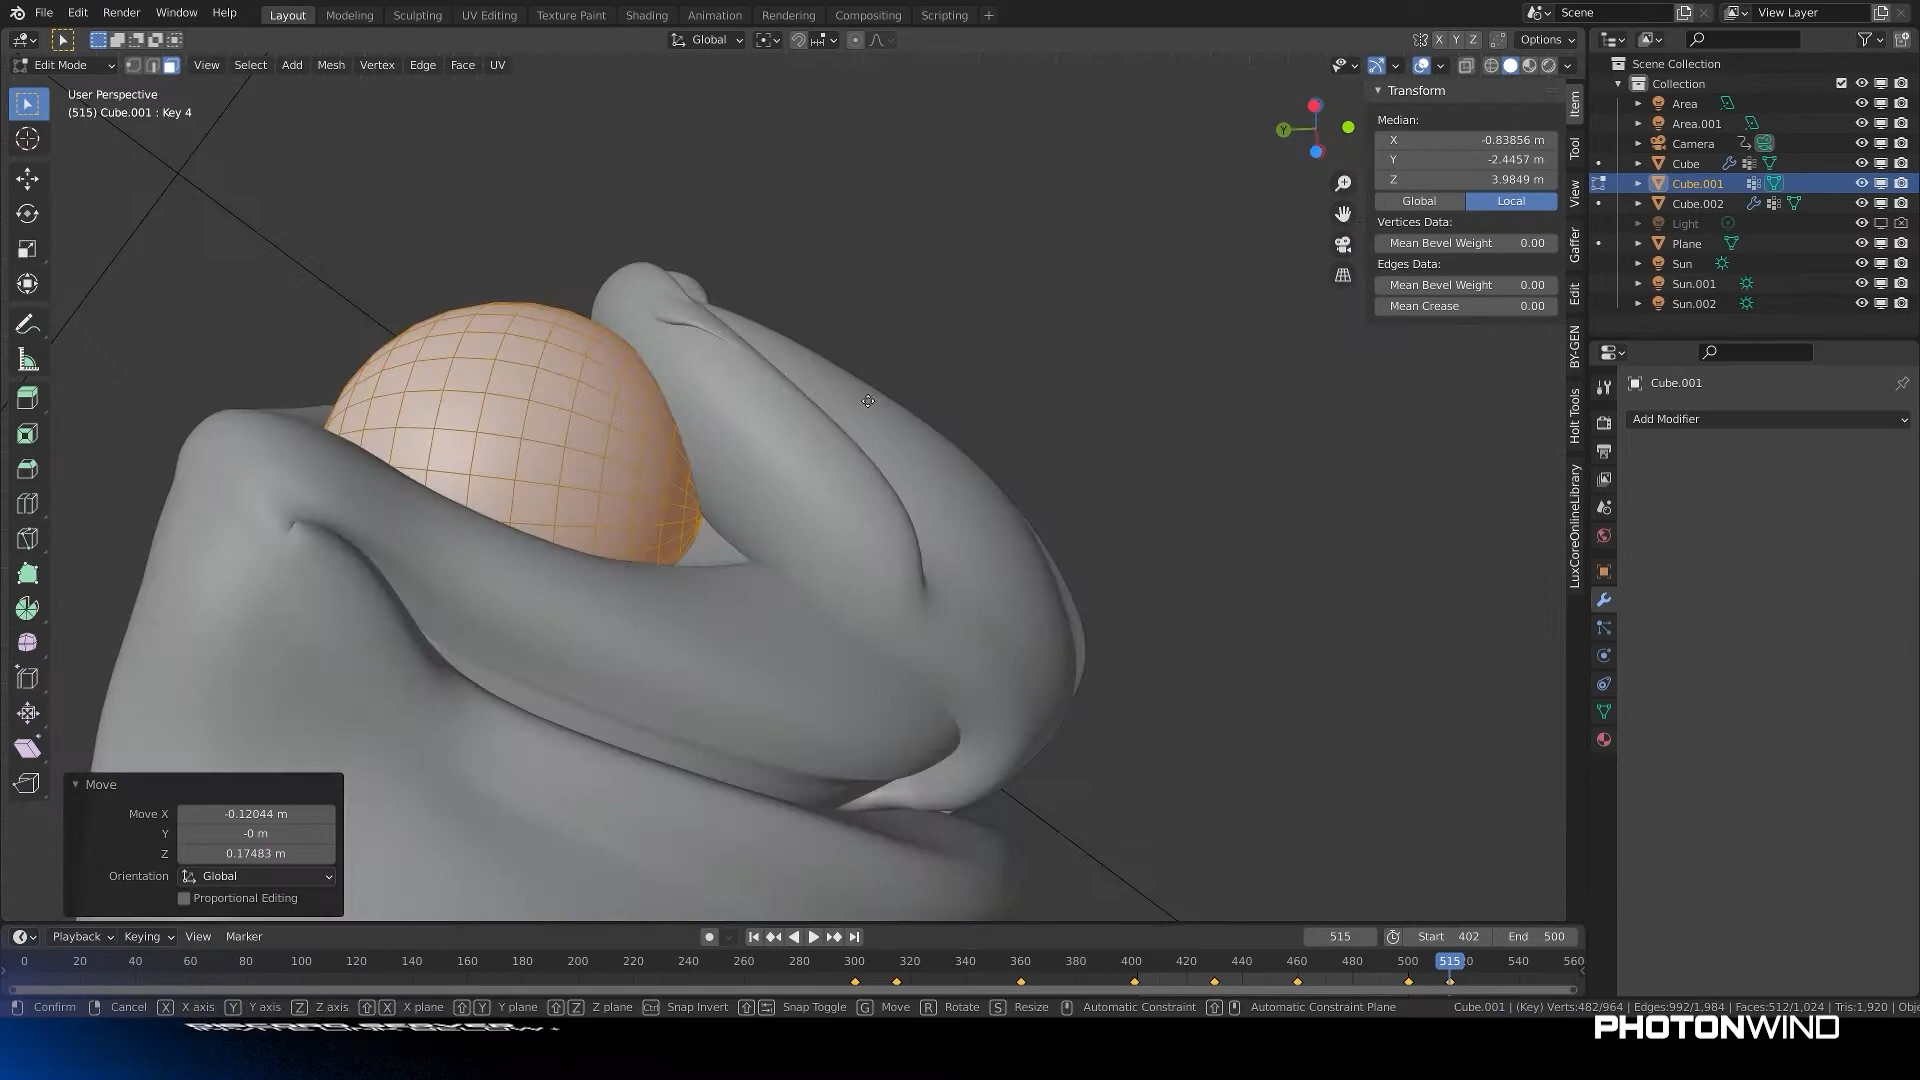 File Edit Render Window Help Layout Modeling Sculpting UV Editing Texture Paint Shading Animation Rendering Compositing Scripting + Scene View Layer
Global X Y Z Options
Edit Mode View Select Add Mesh Vertex Edge Face UV
User Perspective
(515) Cube.001 : Key 4
Y
Transform
Median:
X -0.83856 m
Y -2.4457 m
Z 3.9849 m
Global Local
Vertices Data:
Mean Bevel Weight 0.00
Edges Data:
Mean Bevel Weight 0.00
Mean Crease 0.00
Item
Tool
View
Gaffer
Edit
BY-GEN
Holt Tools
LuxCoreOnlineLibrary
Scene Collection
Collection
Area
Area.001
Camera
Cube
Cube.001
Cube.002
Light
Plane
Sun
Sun.001
Sun.002
Cube.001
Add Modifier
Move
Move X -0.12044 m
Y -0 m
Z 0.17483 m
Orientation Global
Proportional Editing
Playback Keying View Marker 515 Start 402 End 500
0 20 40 60 80 100 120 140 160 180 200 220 240 260 280 300 320 340 360 380 400 420 440 460 480 500 515 540 560
Confirm Cancel X X axis Y Y axis Z Z axis X X plane Y Y plane Z Z plane Ctrl Snap Invert Snap Toggle G Move R Rotate S Resize Automatic Constraint Automatic Constraint Plane Cube.001 | (Key) Verts:482/964 | Edges:992/1,984 | Faces:512/1,024 | Tris:1,920 | Obje
PHOTONWIND